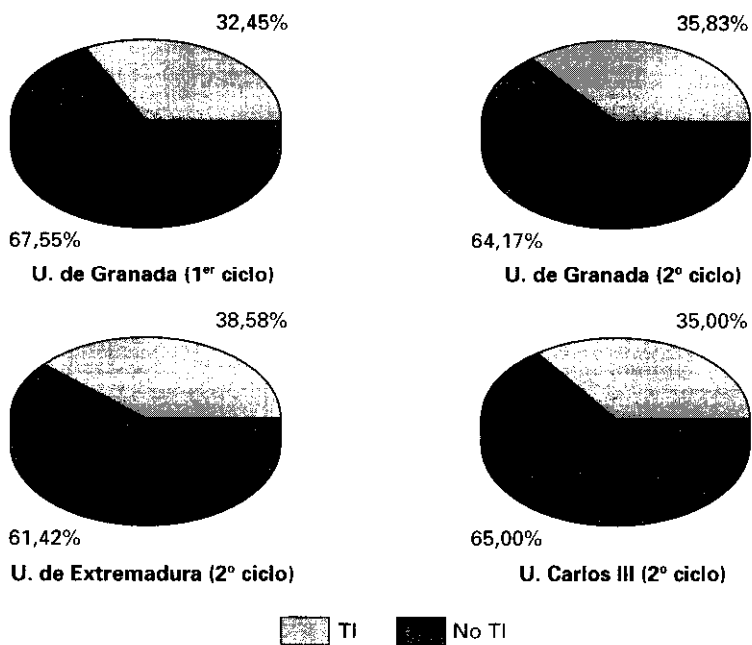 32,45%
67,55%
U. de Granada (1er ciclo)
35,83%
64,17%
U. de Granada (2º ciclo)
38,58%
61,42%
U. de Extremadura (2º ciclo)
35,00%
65,00%
U. Carlos III (2º ciclo)
TI No TI